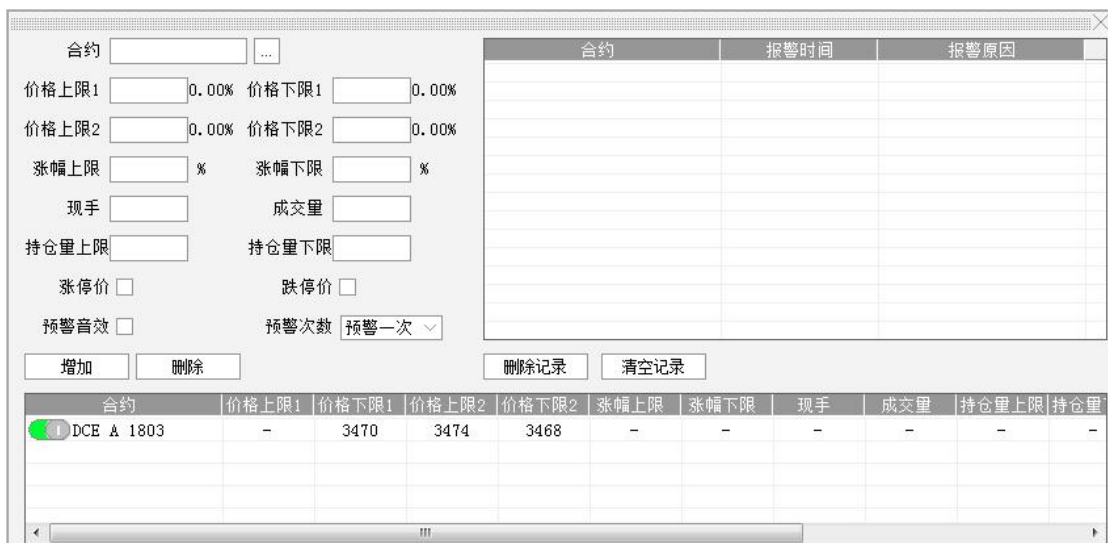 合约 ...
价格上限1 0.00% 价格下限1 0.00%
价格上限2 0.00% 价格下限2 0.00%
涨幅上限 % 涨幅下限 %
现手 成交量
持仓量上限 持仓量下限
涨停价 跌停价
预警音效 预警次数 预警一次
增加 删除
合约 报警时间 报警原因
删除记录 清空记录
合约 价格上限1 价格下限1 价格上限2 价格下限2 涨幅上限 涨幅下限 现手 成交量 持仓量上限 持仓量
DCE A 1803 - 3470 3474 3468 - - - - - -